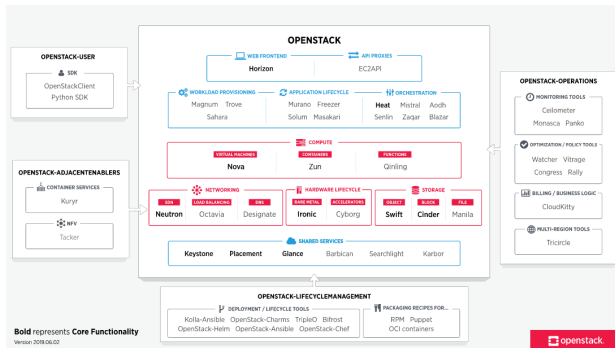 OPENSTACK
WEB FRONTEND
API PROXIES
Horizon
EC2API
WORKLOAD PROVISIONING
APPLICATION LIFECYCLE
ORCHESTRATION
Magnum Trove
Sahara
Murano Freezer
Solum Masakari
Heat Mistral Aodh
Senlin Zaqar Blazar
COMPUTE
VIRTUAL MACHINES
CONTAINERS
FUNCTIONS
Nova
Zun
Qinling
NETWORKING
HARDWARE LIFECYCLE
STORAGE
SDN
LOAD BALANCING
DNS
BARE METAL
ACCELERATORS
OBJECT
BLOCK
FILE
Neutron
Octavia
Designate
Ironic
Cyborg
Swift
Cinder
Manila
SHARED SERVICES
Keystone Placement Glance Barbican Searchlight Karbor
OPENSTACK-USER
SDK
OpenStackClient
Python SDK
OPENSTACK-ADJACENTENABLERS
CONTAINER SERVICES
Kuryr
NFV
Tacker
OPENSTACK-OPERATIONS
MONITORING TOOLS
Ceilometer
Monasca Panko
OPTIMIZATION / POLICY TOOLS
Watcher Vitrage
Congress Rally
BILLING / BUSINESS LOGIC
CloudKitty
MULTI-REGION TOOLS
Tricircle
OPENSTACK-LIFECYCLEMANAGEMENT
DEPLOYMENT / LIFECYCLE TOOLS
Kolla-Ansible OpenStack-Charms TripleO Bifrost
OpenStack-Helm OpenStack-Ansible OpenStack-Chef
PACKAGING RECIPES FOR...
RPM Puppet
OCI containers
Bold represents Core Functionality
Version 2019.06.02
openstack.